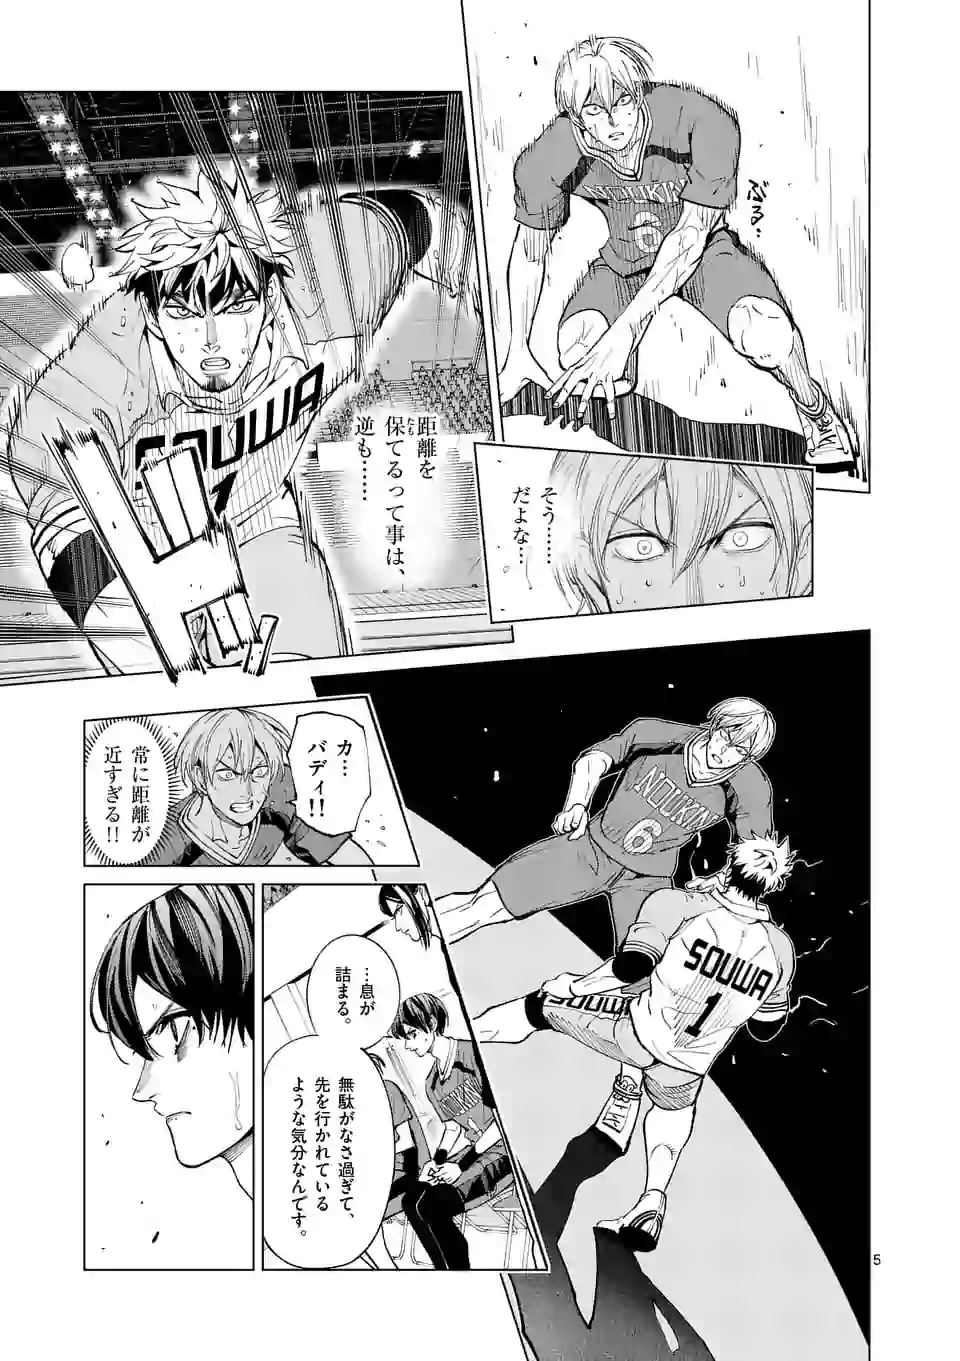 ぶる…
NOUKIN
6
そう………
だよな…
距離を
保てるって事は、
逆も……
SOUWA
1
NOUKIN
6
SOUWA
1
SOUWA
カ…
バディ!!
常に距離が
近すぎる!!
…息が
詰まる。
無駄がなさ過ぎて、
先を行かれている
ような気分なんです。
5